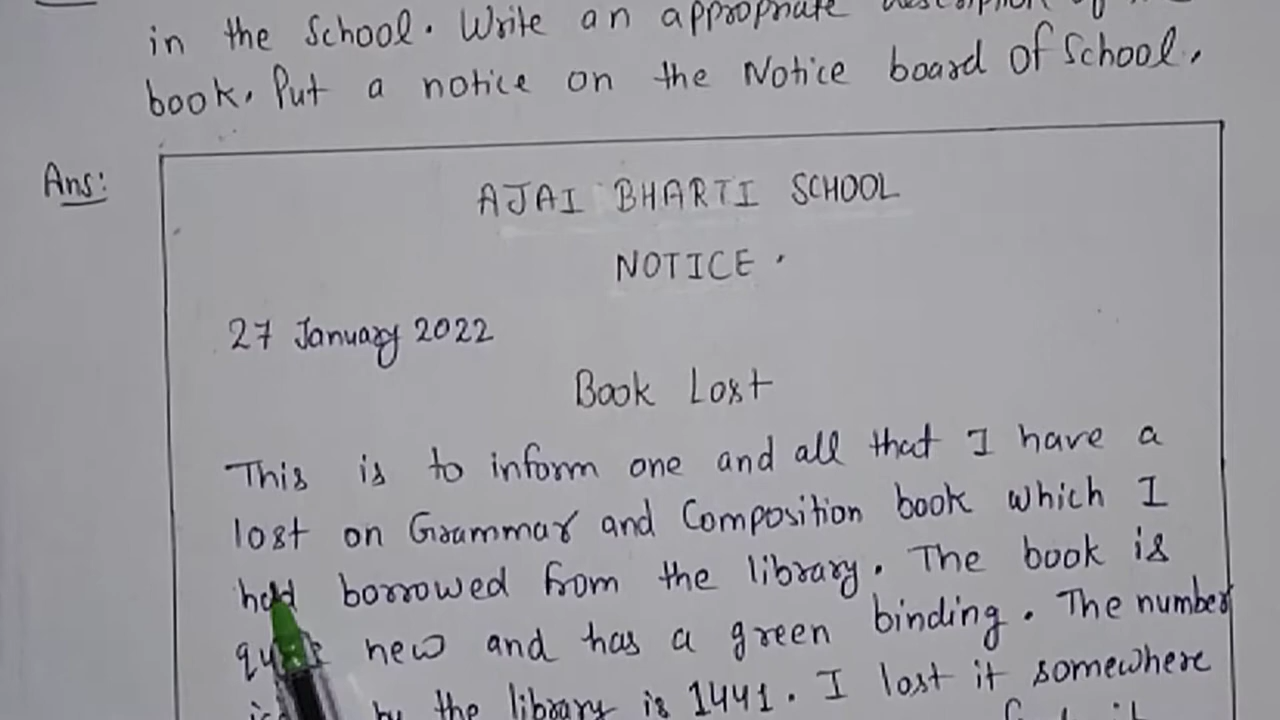 in the School. Write an appropriate description of
book. Put a notice on the Notice board of School.
Ans:
AJAI BHARTI SCHOOL
NOTICE.
27 January 2022
Book Lost
This is to inform one and all that I have a
lost on Grammar and Composition book which I
had borrowed from the library. The book is
new and has a green binding. The number
by the library is 1441. I lost it somewhere